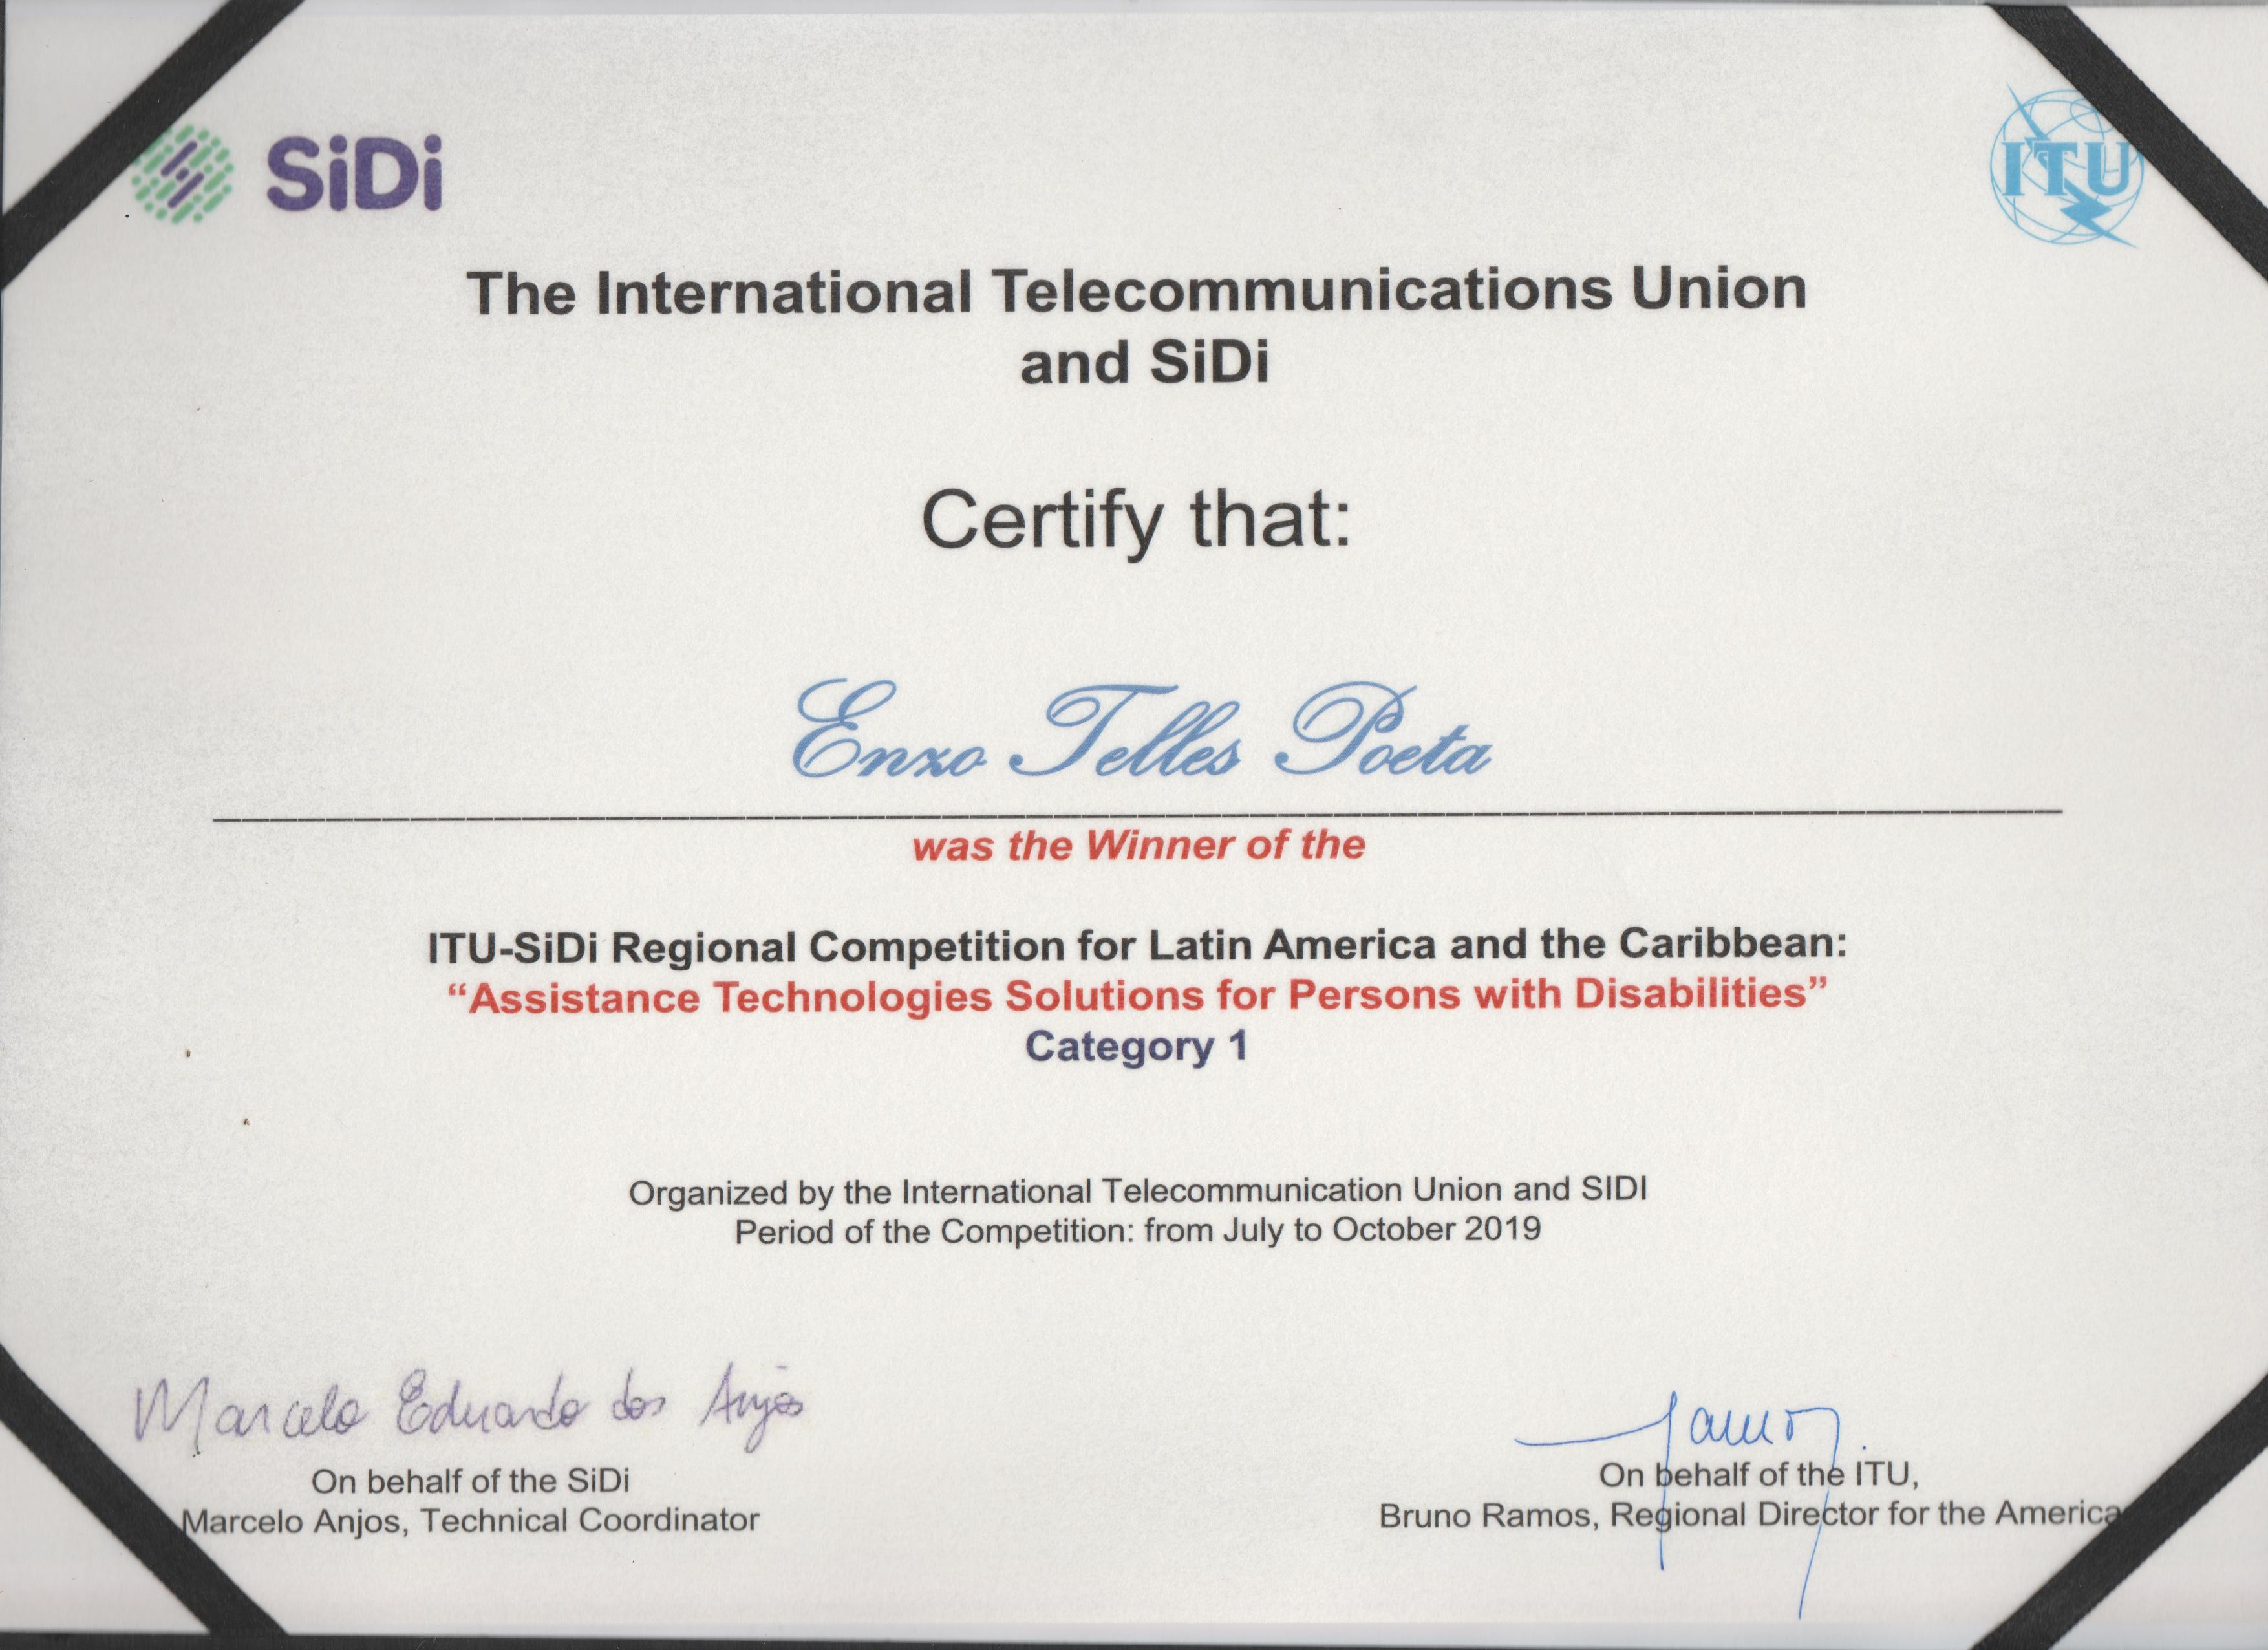 SiDi
ITU
The International Telecommunications Union
and SiDi
Certify that:
Enzo Telles Poeta
was the Winner of the
ITU-SiDi Regional Competition for Latin America and the Caribbean:
“Assistance Technologies Solutions for Persons with Disabilities”
Category 1
Organized by the International Telecommunication Union and SIDI
Period of the Competition: from July to October 2019
Marcelo Eduardo dos Anjos
On behalf of the SiDi
Marcelo Anjos, Technical Coordinator
Ramos
On behalf of the ITU,
Bruno Ramos, Regional Director for the America